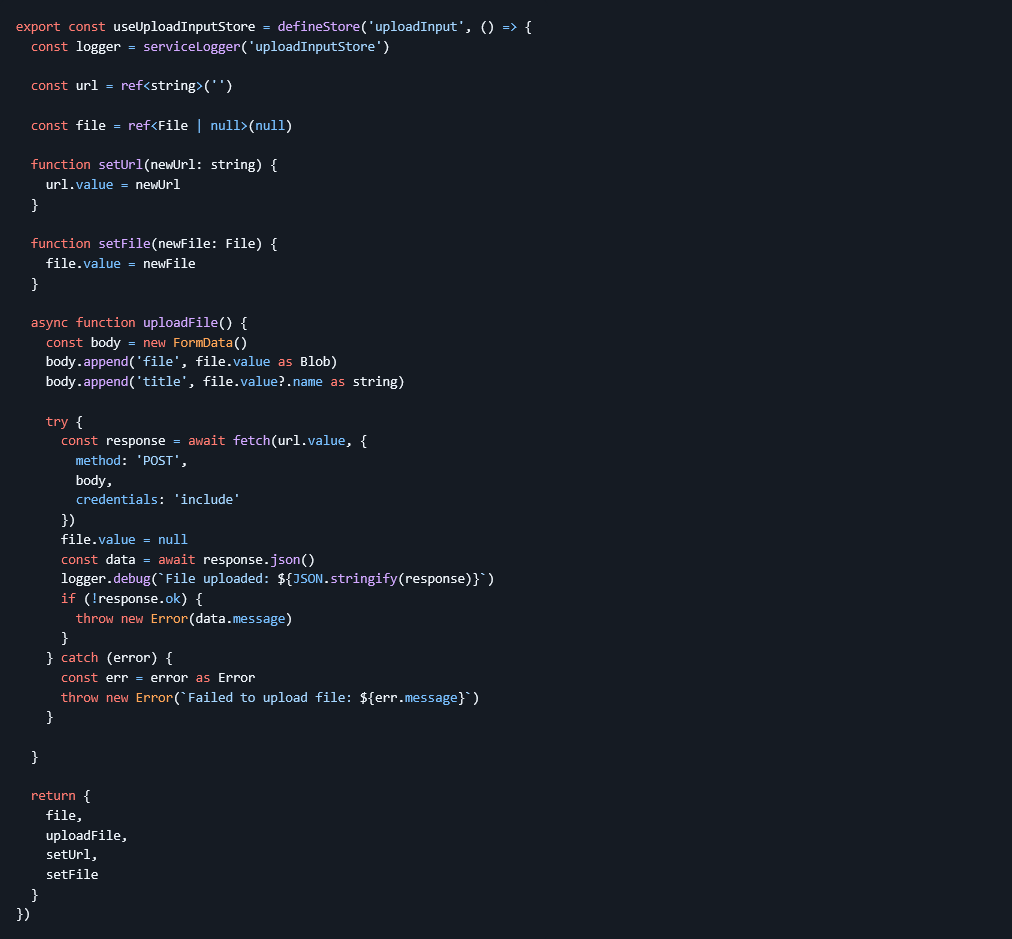 export const useUploadInputStore = defineStore('uploadInput', () => {
  const logger = serviceLogger('uploadInputStore')

  const url = ref<string>('')

  const file = ref<File | null>(null)

  function setUrl(newUrl: string) {
    url.value = newUrl
  }

  function setFile(newFile: File) {
    file.value = newFile
  }

  async function uploadFile() {
    const body = new FormData()
    body.append('file', file.value as Blob)
    body.append('title', file.value?.name as string)

    try {
      const response = await fetch(url.value, {
        method: 'POST',
        body,
        credentials: 'include'
      })
      file.value = null
      const data = await response.json()
      logger.debug(`File uploaded: ${JSON.stringify(response)}`)
      if (!response.ok) {
        throw new Error(data.message)
      }
    } catch (error) {
      const err = error as Error
      throw new Error(`Failed to upload file: ${err.message}`)
    }

  }

  return {
    file,
    uploadFile,
    setUrl,
    setFile
  }
})